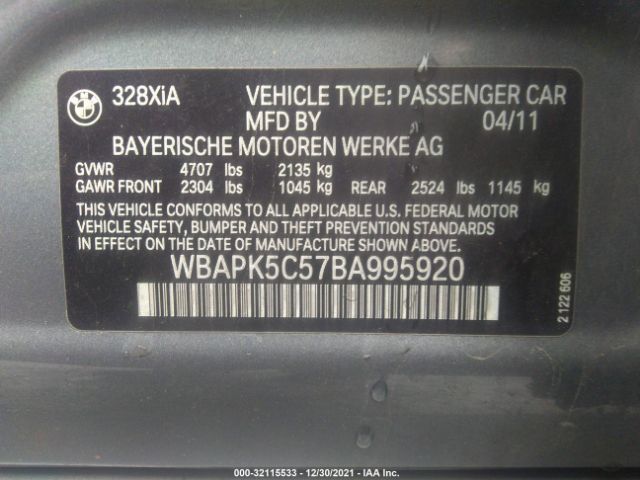 328XiA VEHICLE TYPE: PASSENGER CAR
MFD BY 04/11
BAYERISCHE MOTOREN WERKE AG
GVWR 4707 lbs 2135 kg
GAWR FRONT 2304 lbs 1045 kg REAR 2524 lbs 1145 kg
THIS VEHICLE CONFORMS TO ALL APPLICABLE U.S. FEDERAL MOTOR
VEHICLE SAFETY, BUMPER AND THEFT PREVENTION STANDARDS
IN EFFECT ON THE DATE OF MANUFACTURE SHOWN ABOVE.
WBAPK5C57BA995920
2 122 606
000-32115533 - 12/30/2021 - IAA Inc.